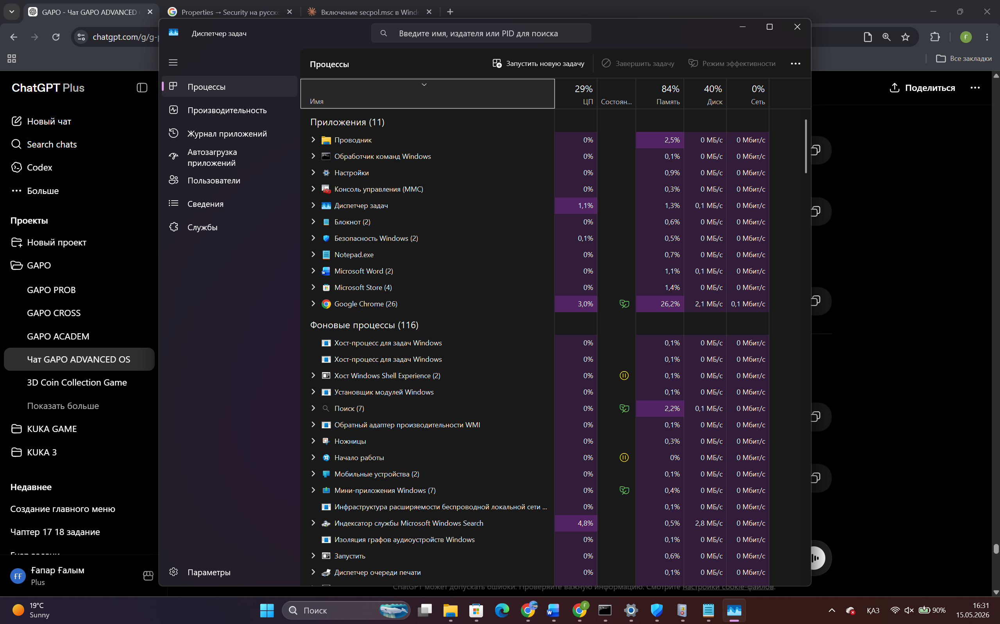 GAPO - Чат GAPO ADVANCED
Properties → Security на русск
Включение secpol.msc в Wind
chatgpt.com/g/g-p
Все закладки
ChatGPT Plus
Новый чат
Search chats
Codex
Больше
Проекты
Новый проект
GAPO
GAPO PROB
GAPO CROSS
GAPO ACADEM
Чат GAPO ADVANCED OS
3D Coin Collection Game
Показать больше
KUKA GAME
KUKA 3
Недавнее
Создание главного меню
Чаптер 17 18 задание
ҒҒ
Ғапар Ғалым
Plus
Поделиться
Диспетчер задач
Введите имя, издателя или PID для поиска
Процессы
Производительность
Журнал приложений
Автозагрузка
приложений
Пользователи
Сведения
Службы
Параметры
Процессы
Запустить новую задачу
Завершить задачу
Режим эффективности
29% 84% 40% 0%
Имя ЦП Состоян... Память Диск Сеть
Приложения (11)
Проводник 0% 2,5% 0 МБ/с 0 Мбит/с
Обработчик команд Windows 0% 0,1% 0 МБ/с 0 Мбит/с
Настройки 0% 0,9% 0 МБ/с 0 Мбит/с
Консоль управления (MMC) 0% 0,3% 0 МБ/с 0 Мбит/с
Диспетчер задач 1,1% 1,3% 0,1 МБ/с 0 Мбит/с
Блокнот (2) 0% 0,6% 0 МБ/с 0 Мбит/с
Безопасность Windows (2) 0,1% 0,5% 0 МБ/с 0 Мбит/с
Notepad.exe 0% 0,7% 0 МБ/с 0 Мбит/с
Microsoft Word (2) 0% 1,1% 0,1 МБ/с 0 Мбит/с
Microsoft Store (4) 0% 1,4% 0 МБ/с 0 Мбит/с
Google Chrome (26) 3,0% 26,2% 2,1 МБ/с 0,1 Мбит/с
Фоновые процессы (116)
Хост-процесс для задач Windows 0% 0,1% 0 МБ/с 0 Мбит/с
Хост-процесс для задач Windows 0% 0,1% 0 МБ/с 0 Мбит/с
Хост Windows Shell Experience (2) 0% 0,1% 0 МБ/с 0 Мбит/с
Установщик модулей Windows 0% 0,1% 0 МБ/с 0 Мбит/с
Поиск (7) 0% 2,2% 0,1 МБ/с 0 Мбит/с
Обратный адаптер производительности WMI 0% 0,1% 0 МБ/с 0 Мбит/с
Ножницы 0% 0,3% 0 МБ/с 0 Мбит/с
Начало работы 0% 0% 0 МБ/с 0 Мбит/с
Мобильные устройства (2) 0% 0,1% 0 МБ/с 0 Мбит/с
Мини-приложения Windows (7) 0% 0,4% 0 МБ/с 0 Мбит/с
Инфраструктура расширяемости беспроводной локальной сети ... 0% 0,1% 0 МБ/с 0 Мбит/с
Индексатор службы Microsoft Windows Search 4,8% 0,5% 2,8 МБ/с 0 Мбит/с
Изоляция графов аудиоустройств Windows 0% 0,1% 0 МБ/с 0 Мбит/с
Запустить 0% 0,6% 0 МБ/с 0 Мбит/с
Диспетчер очереди печати 0% 0,1% 0 МБ/с 0 Мбит/с
ChatGPT может допускать ошибки. Проверяйте важную информацию. Смотрите настройки cookie-файлов.
19°C
Sunny
Поиск
ҚАЗ
90%
16:31
15.05.2026